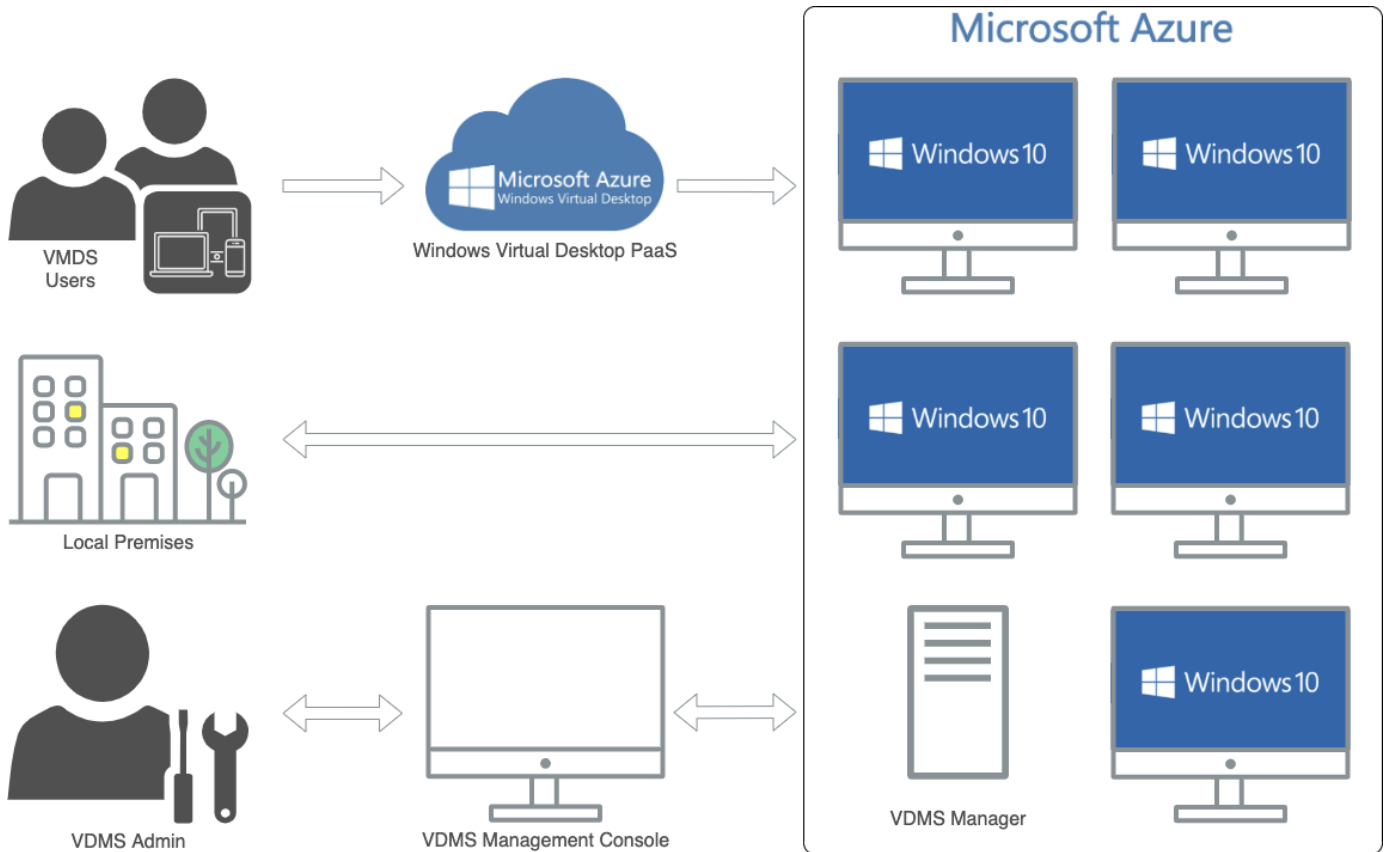 Microsoft Azure
Windows 10
Windows 10
Microsoft Azure
Windows Virtual Desktop
Windows Virtual Desktop PaaS
VMDS
Users
Windows 10
Windows 10
Local Premises
Windows 10
VDMS Manager
VDMS Admin
VDMS Management Console